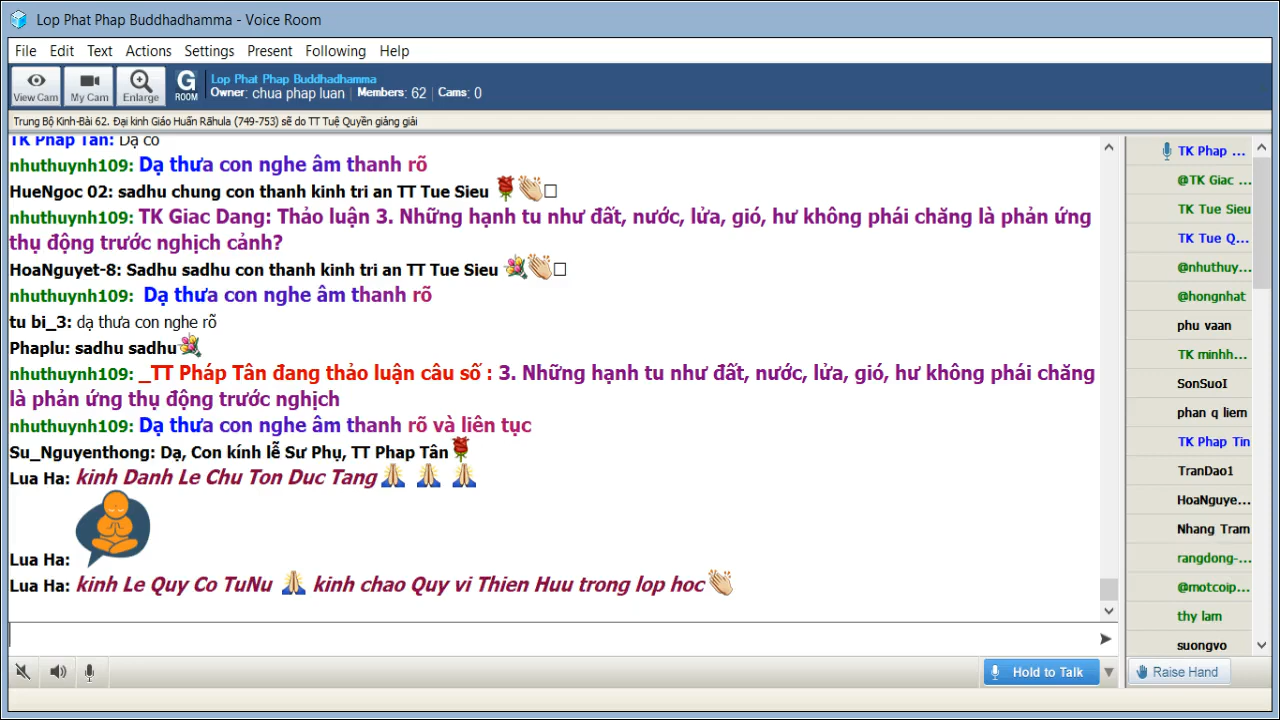 Lop Phat Phap Buddhadhamma - Voice Room
File Edit Text Actions Settings Present Following Help
View Cam My Cam Enlarge G ROOM
Lop Phat Phap Buddhadhamma
Owner: chua phap luan Members: 62 Cams: 0
Trung Bộ Kinh-Bài 62. Đại kinh Giáo Huấn Rãhula (749-753) sẽ do TT Tuệ Quyền giảng giải
TK Phap Tan: Dạ có
nhuthuynh109: Dạ thưa con nghe âm thanh rõ
HueNgoc 02: sadhu chung con thanh kinh tri an TT Tue Sieu
nhuthuynh109: TK Giac Dang: Thảo luận 3. Những hạnh tu như đất, nước, lửa, gió, hư không phái chăng là phản ứng
thụ động trước nghịch cảnh?
HoaNguyet-8: Sadhu sadhu con thanh kinh tri an TT Tue Sieu
nhuthuynh109: Dạ thưa con nghe âm thanh rõ
tu bi_3: dạ thưa con nghe rõ
Phaplu: sadhu sadhu
nhuthuynh109: _TT Pháp Tân đang thảo luận câu số : 3. Những hạnh tu như đất, nước, lửa, gió, hư không phái chăng
là phản ứng thụ động trước nghịch
nhuthuynh109: Dạ thưa con nghe âm thanh rõ và liên tục
Su_Nguyenthong: Dạ, Con kính lễ Sư Phụ, TT Phap Tân
Lua Ha: kinh Danh Le Chu Ton Duc Tang
Lua Ha:
Lua Ha: kinh Le Quy Co TuNu kinh chao Quy vi Thien Huu trong lop hoc
Hold to Talk
TK Phap ...
@TK Giac ...
TK Tue Sieu
TK Tue Q...
@nhuthuy...
@hongnhat
phu vaan
TK minhh...
SonSuoI
phan q liem
TK Phap Tin
TranDao1
HoaNguye...
Nhang Tram
rangdong-...
@motcoip...
thy lam
suongvo
Raise Hand